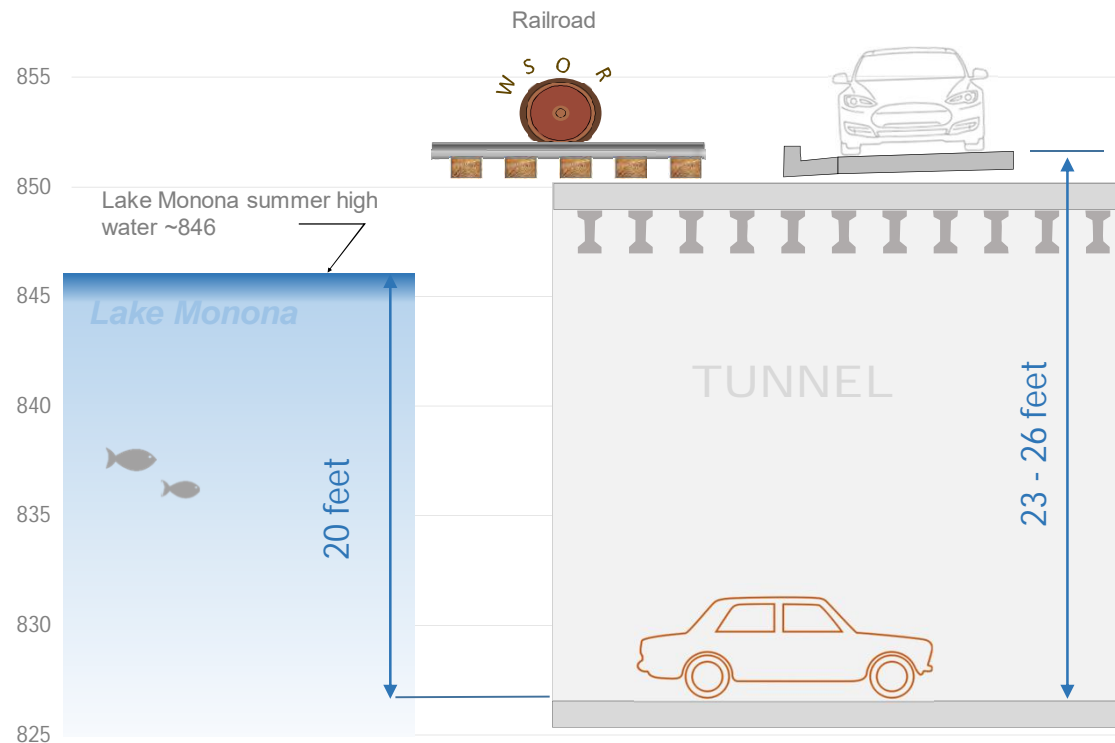 Railroad
W S O R
855
850
Lake Monona summer high
water ~846
845
Lake Monona
840
TUNNEL
835
20 feet
23 - 26 feet
830
825